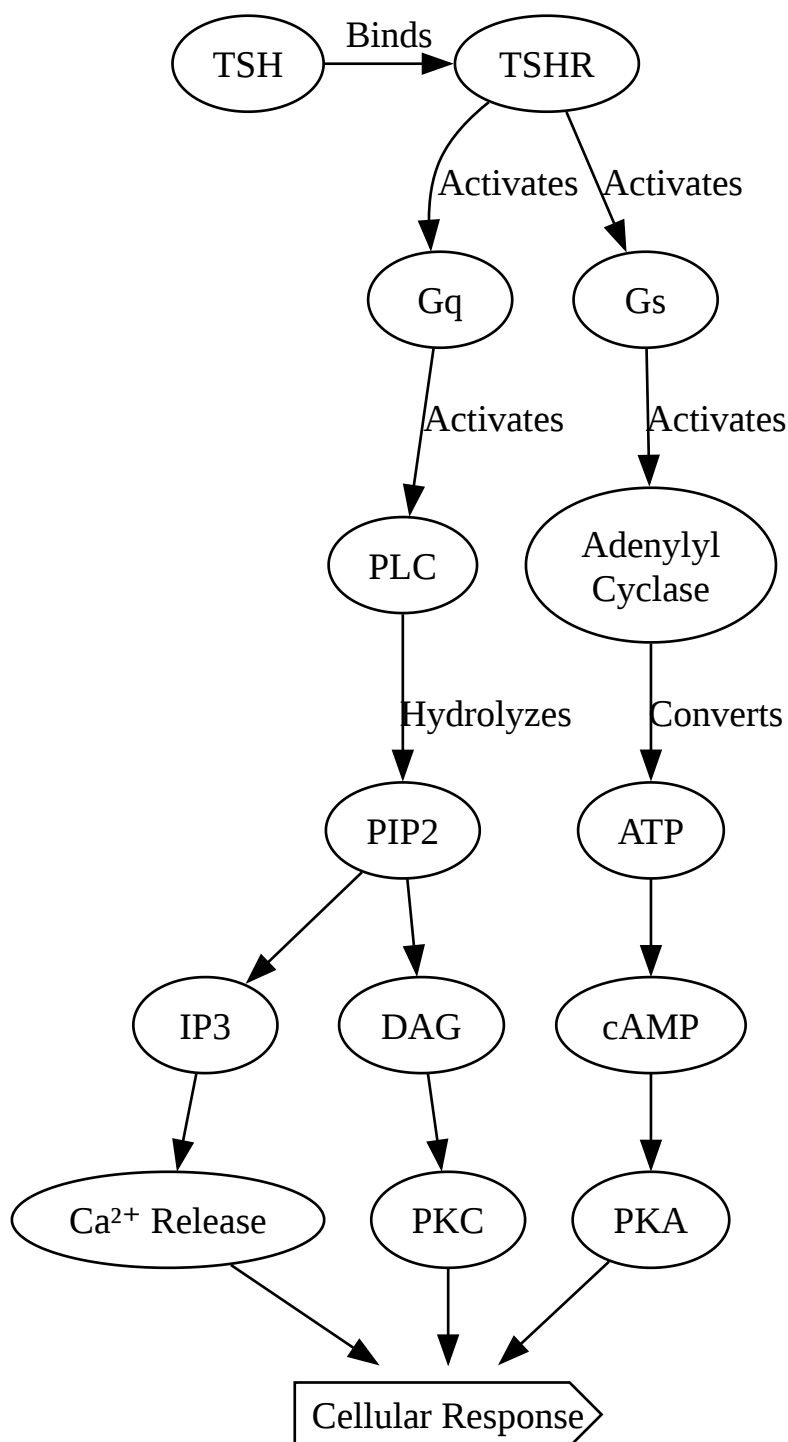 Binds
TSH
TSHR
Activates
Activates
Gq
Gs
Activates
Activates
Adenylyl
Cyclase
PLC
Hydrolyzes
Converts
PIP2
ATP
IP3
DAG
cAMP
Ca²⁺ Release
PKC
PKA
Cellular Response